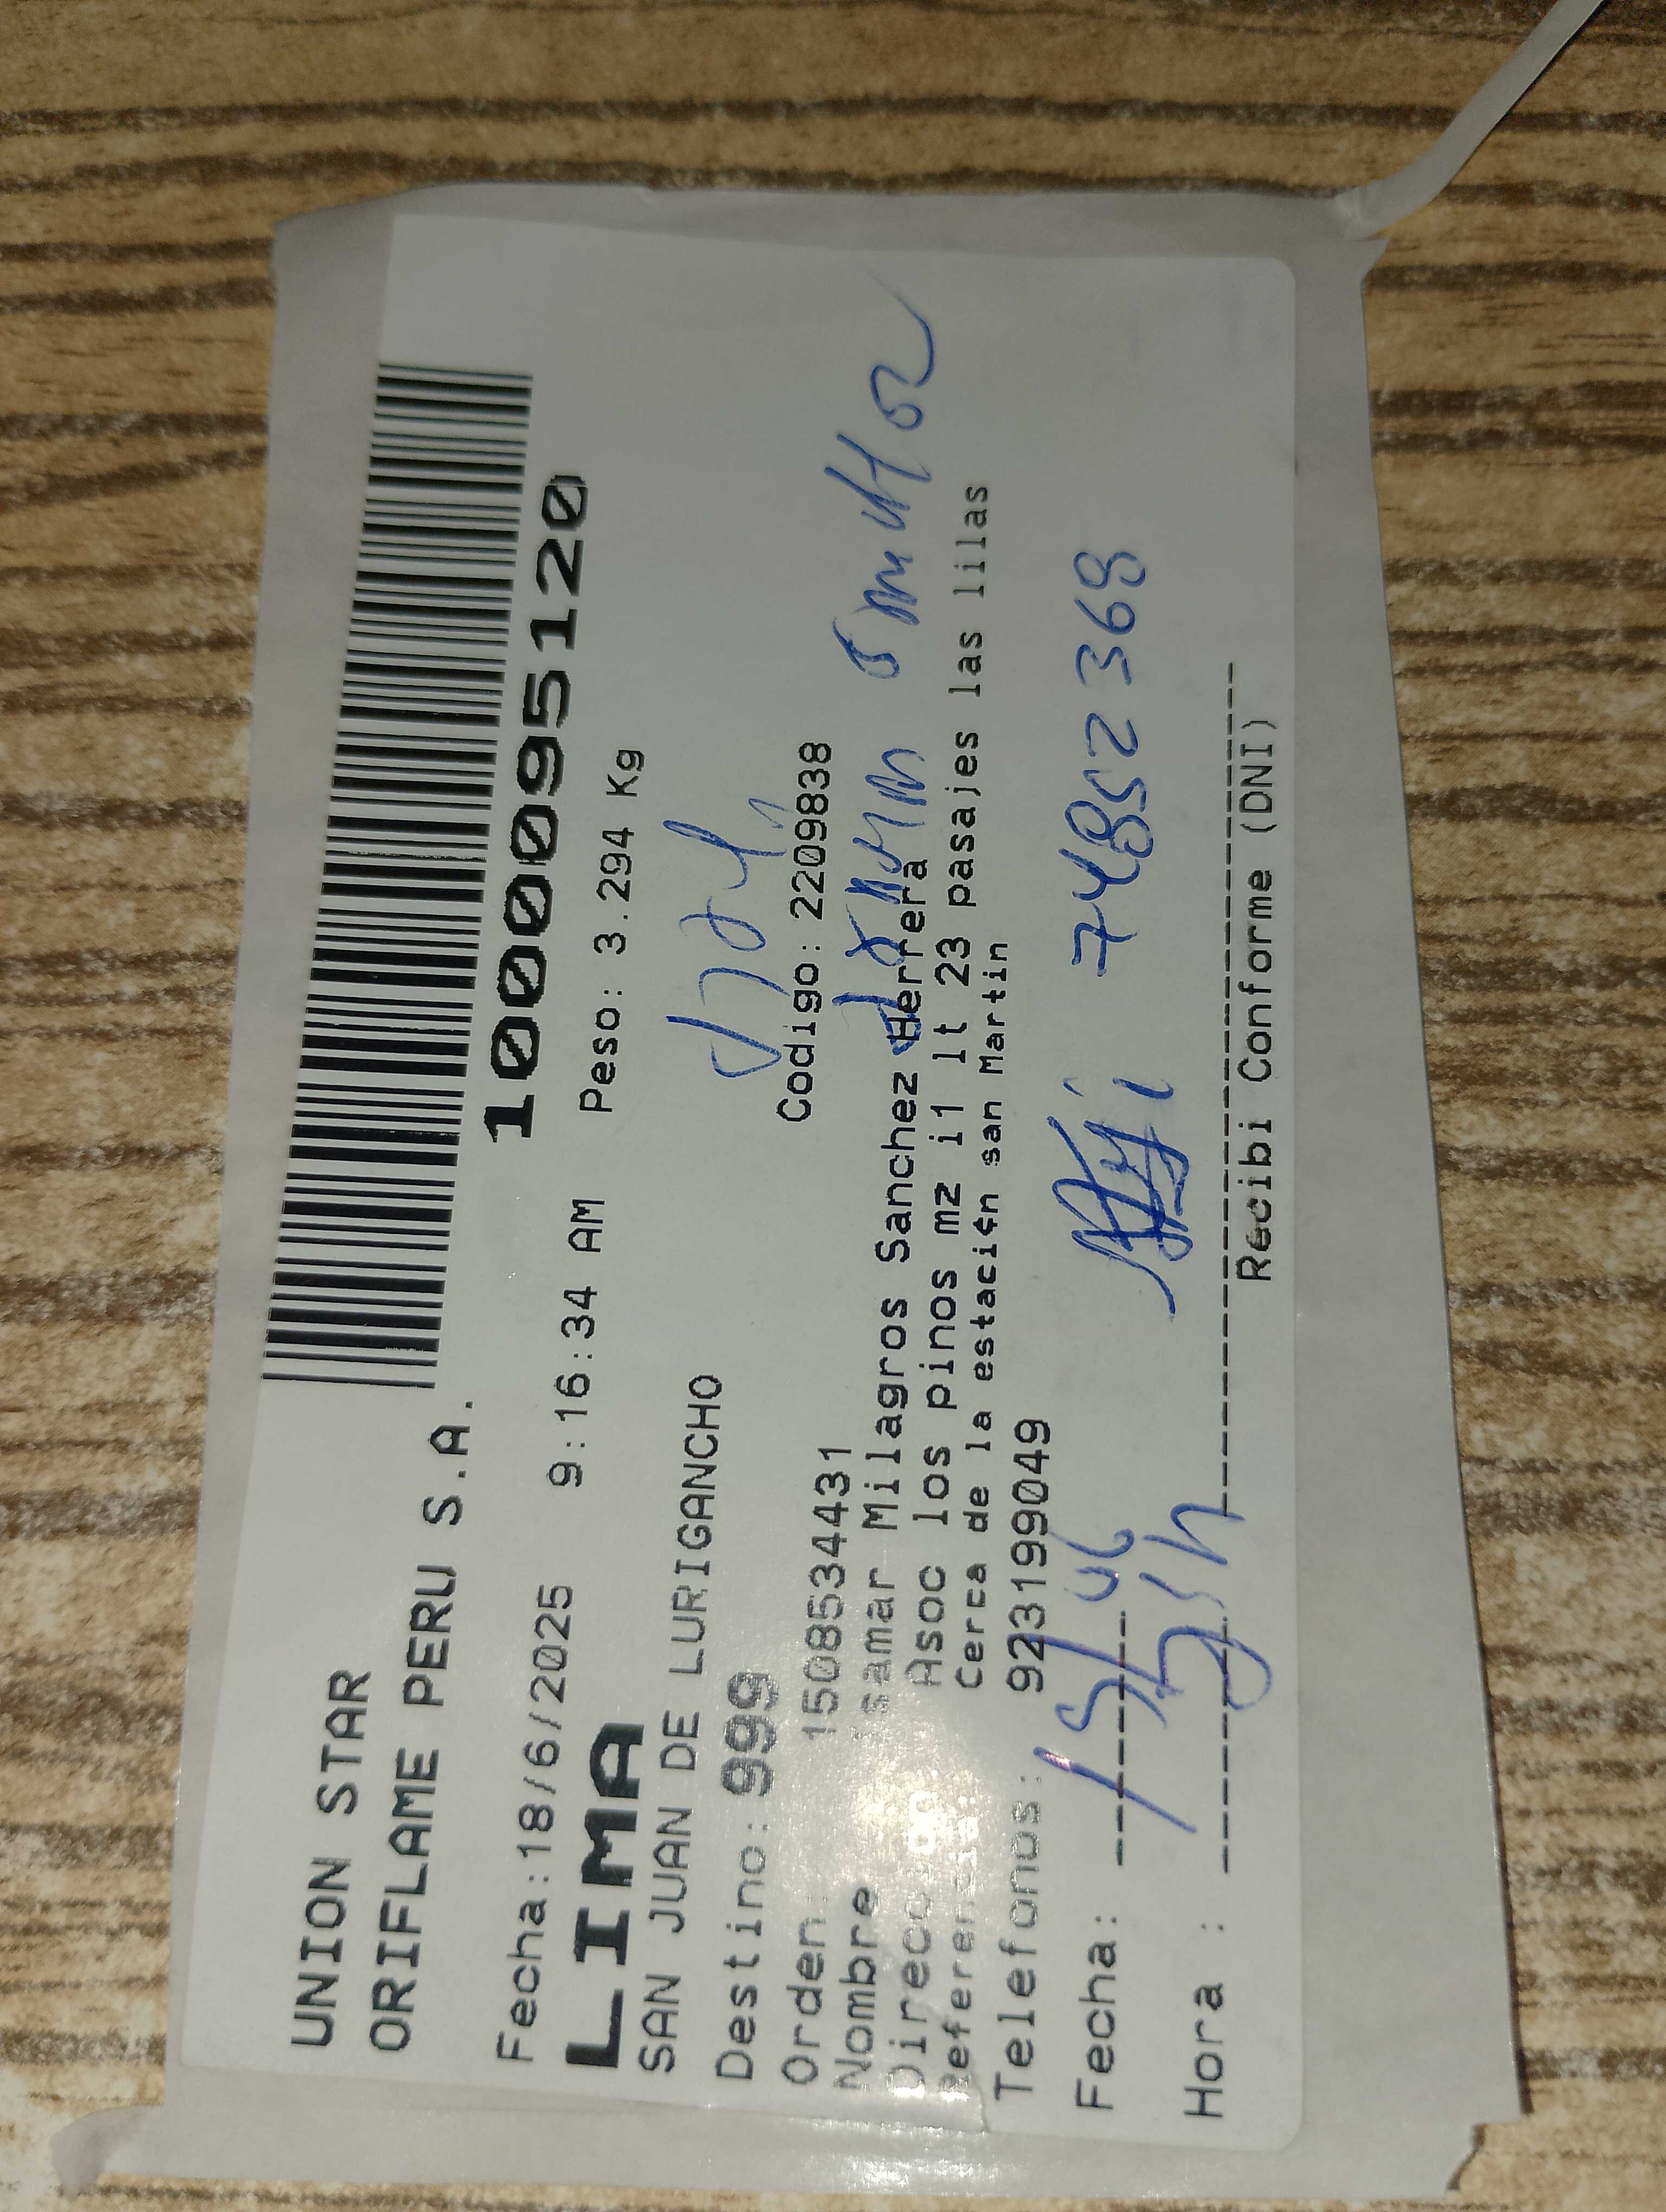 UNION STAR
ORIFLAME PERU S.A.
1000095120
Fecha:18/6/2025 9:16:34 AM Peso: 3.294 Kg
LIMA
SAN JUAN DE LURIGANCHO
Destino: 999
Orden: 1508534431 Codigo: 2209838
Nombre Isamar Milagros Sanchez Herrera
Direcc Asoc los pinos mz i1 lt 23 pasajes las lilas
Referencia: Cerca de la estación san Martin
Telefonos: 923199049
Fecha:
74852368
Hora :
Recibi Conforme (DNI)